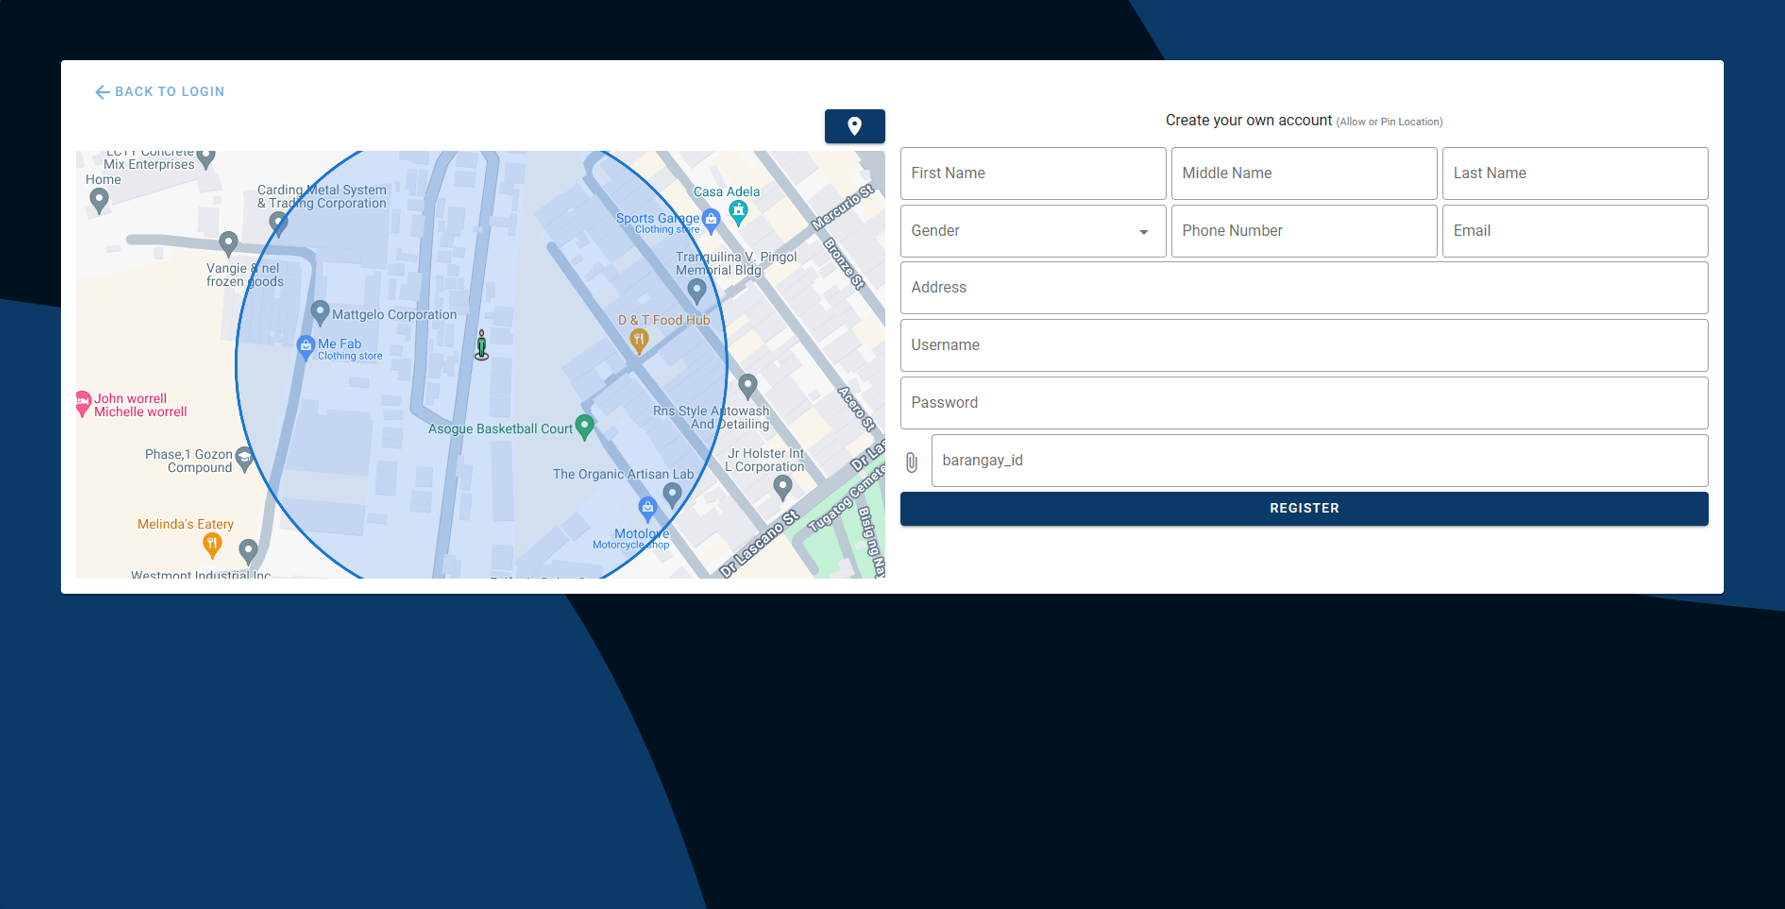 BACK TO LOGIN
Create your own account (Allow or Pin Location)
First Name
Middle Name
Last Name
Gender
Phone Number
Email
Address
Username
Password
barangay_id
REGISTER
LCTY Concrete
Mix Enterprises
Home
Carding Metal System
& Trading Corporation
Casa Adela
Sports Garage
Clothing store
Mercurio St
Bronze St
Vangie & nel
frozen goods
Tranquilina V. Pingol
Memorial Bldg
Mattgelo Corporation
D & T Food Hub
Me Fab
Clothing store
John worrell
Michelle worrell
Acero St
Rns Style Autowash
And Detailing
Asogue Basketball Court
Phase,1 Gozon
Compound
Jr Holster Int
L Corporation
Dr Las
The Organic Artisan Lab
Tugatog Cemete
Melinda's Eatery
Motolove
Motorcycle shop
Dr Lascano St
Bisig ng Na
Westmont Industrial Inc